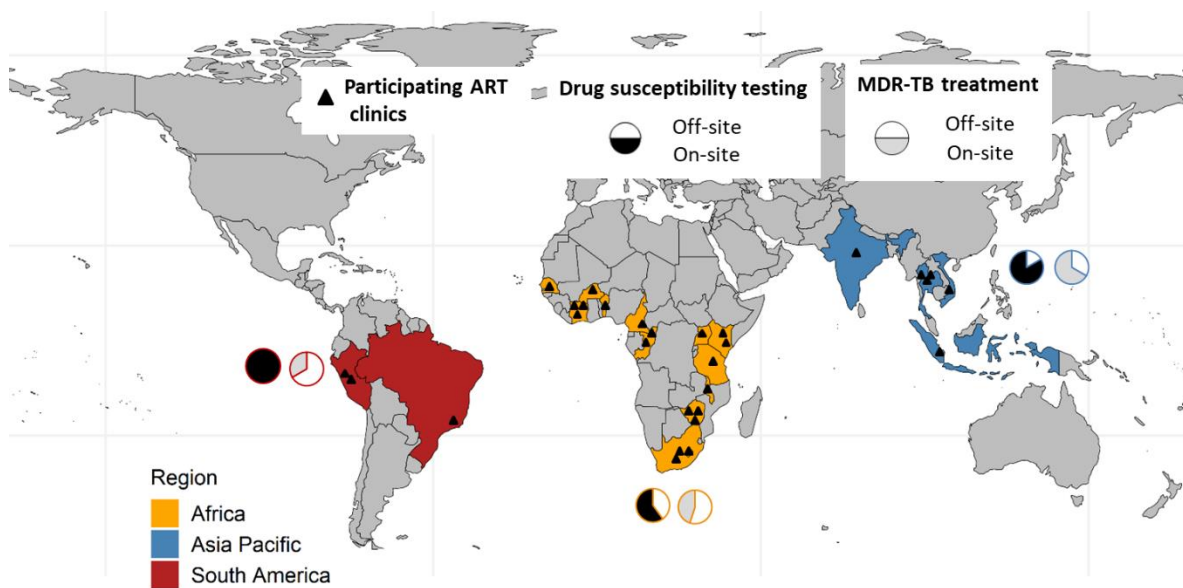 Participating ART
clinics
Drug susceptibility testing
Off-site
On-site
MDR-TB treatment
Off-site
On-site
Region
Africa
Asia Pacific
South America